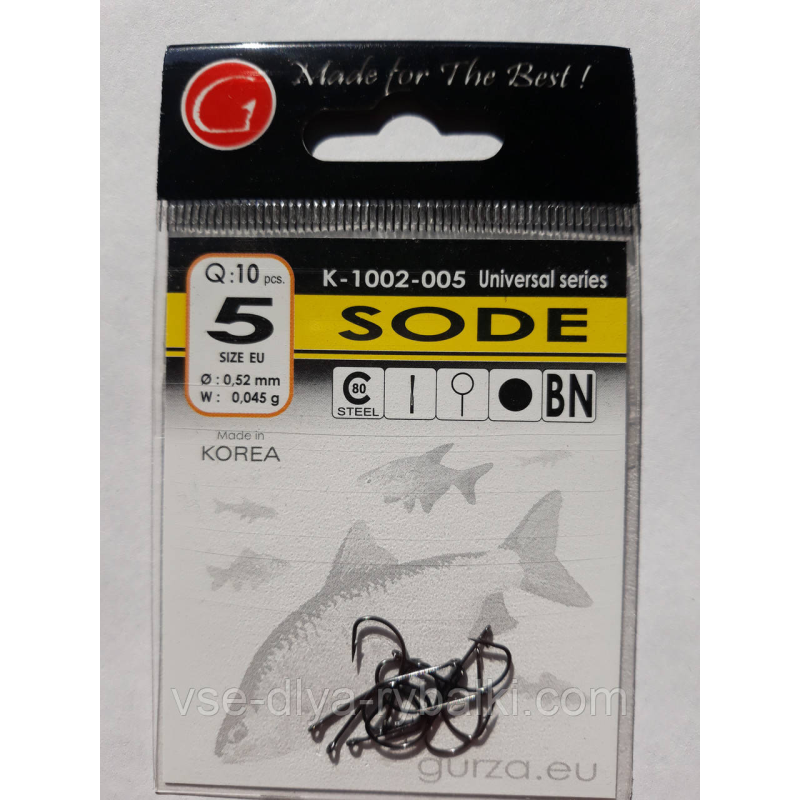 G
Made for The Best !
Q:10 pcs.
5
SIZE EU
Ø : 0,52 mm
W : 0,045 g
K-1002-005 Universal series
SODE
C 80
STEEL
BN
Made in
KOREA
vse-dlya-rybalki.com
gurza.eu